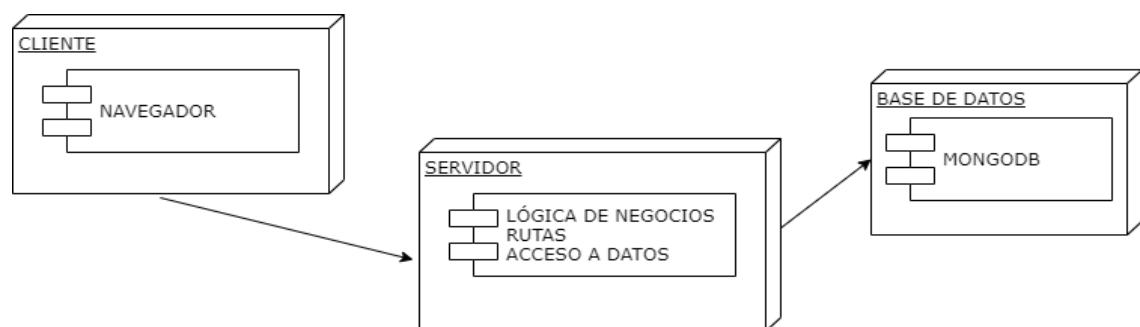 CLIENTE
NAVEGADOR
SERVIDOR
LÓGICA DE NEGOCIOS
RUTAS
ACCESO A DATOS
BASE DE DATOS
MONGODB